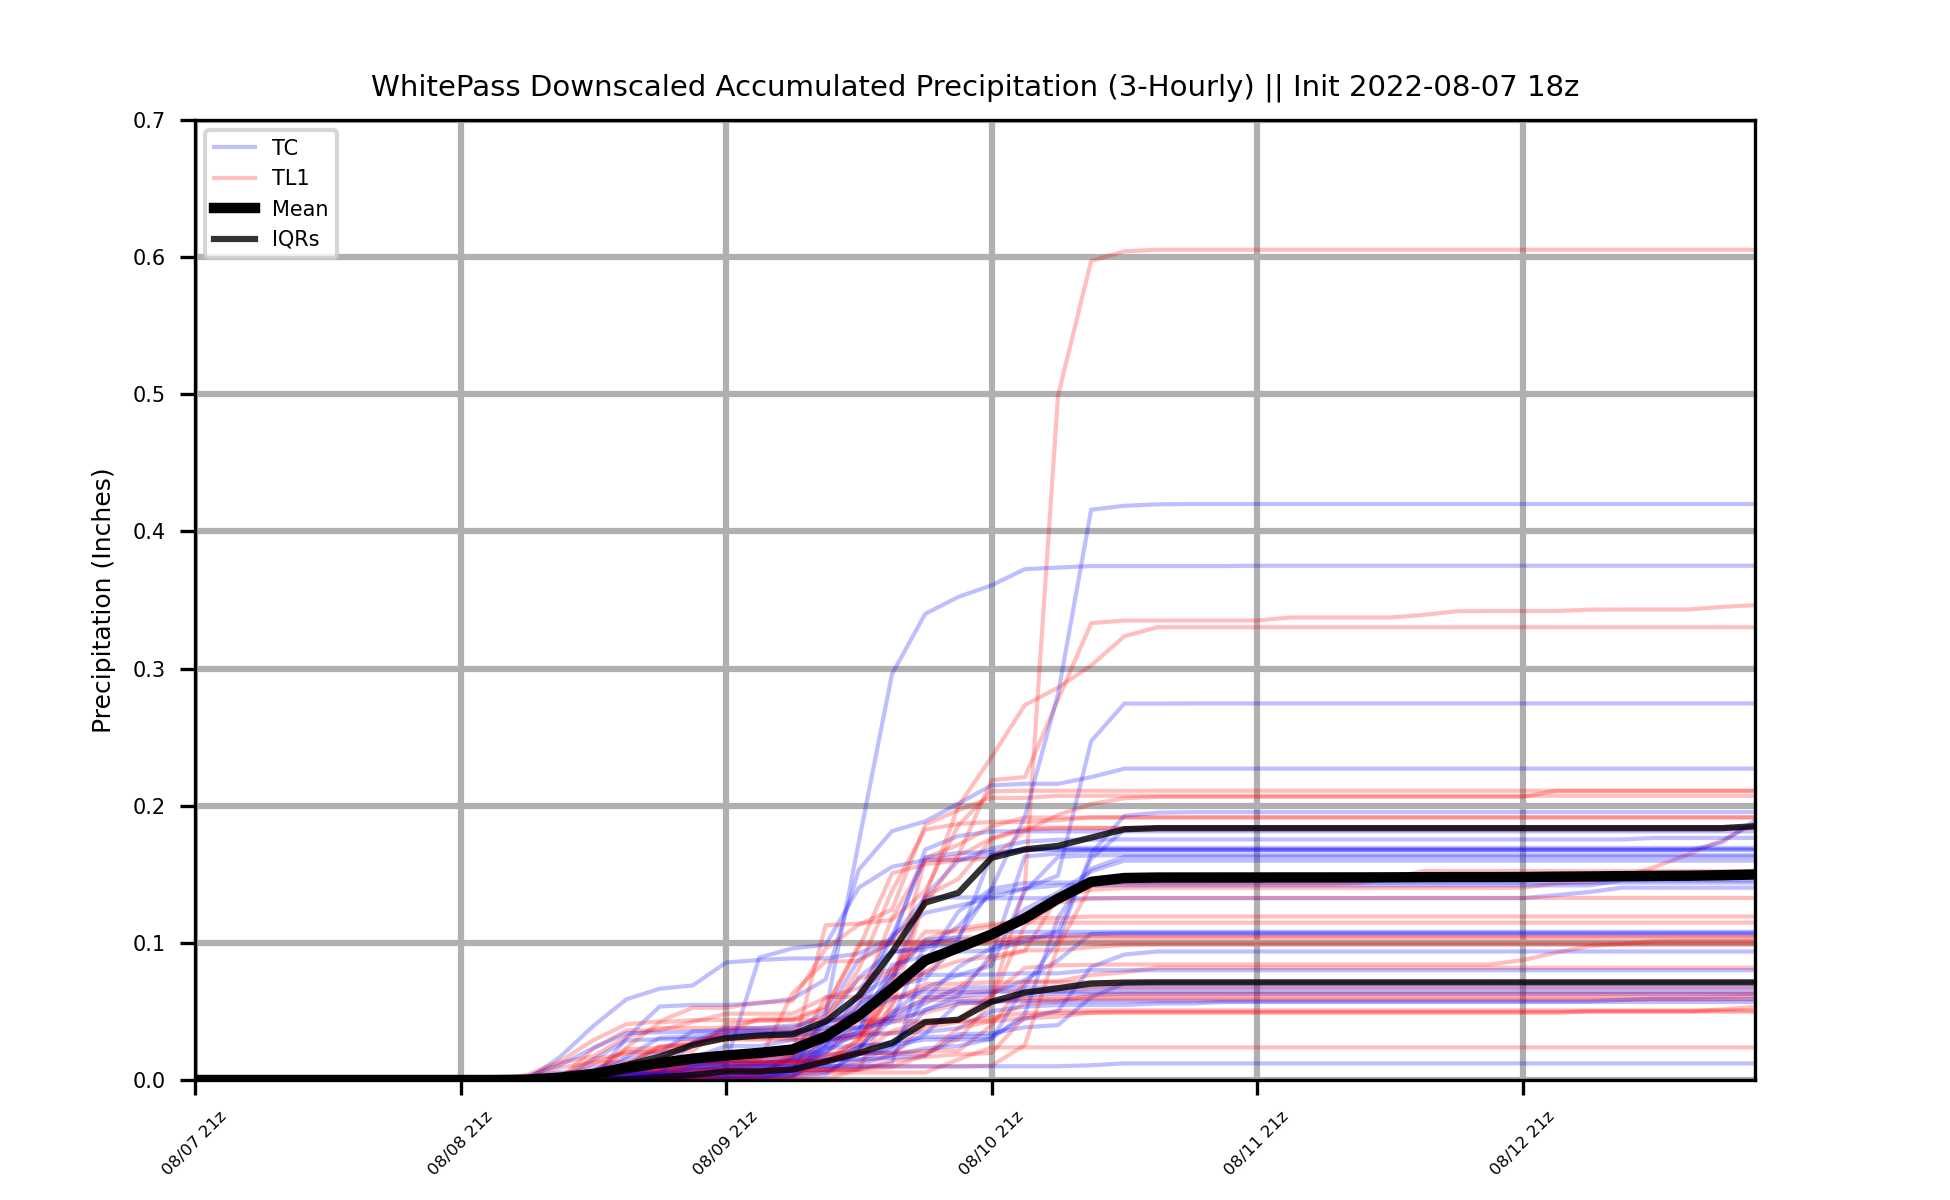 WhitePass Downscaled Accumulated Precipitation (3-Hourly) || Init 2022-08-07 18z
TC
TL1
Mean
IQRs
Precipitation (Inches)
0.7
0.6
0.5
0.4
0.3
0.2
0.1
0.0
08/07 21z
08/08 21z
08/09 21z
08/10 21z
08/11 21z
08/12 21z